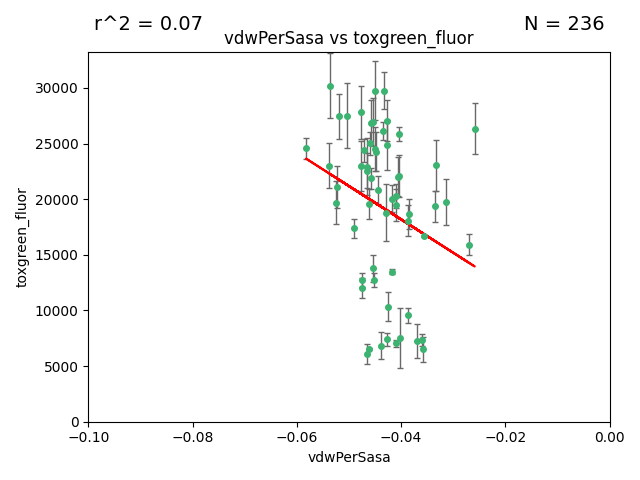 r^2 = 0.07
N = 236
vdwPerSasa vs toxgreen_fluor
30000
25000
20000
15000
10000
5000
0
toxgreen_fluor
−0.10
−0.08
−0.06
−0.04
−0.02
0.00
vdwPerSasa